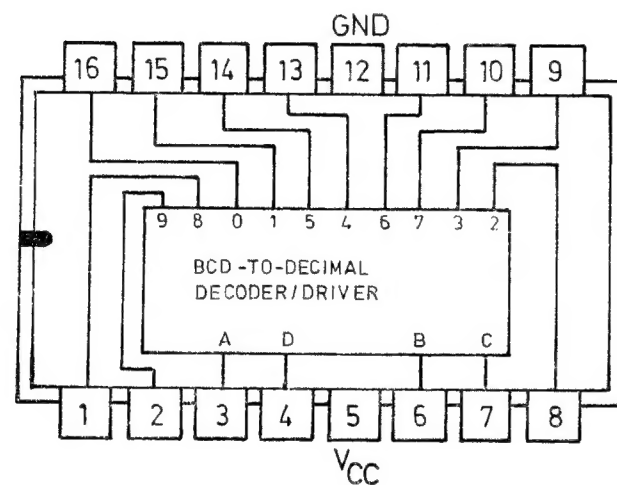 GND
16 15 14 13 12 11 10 9
9 8 0 1 5 4 6 7 3 2
BCD-TO-DECIMAL
DECODER/DRIVER
A D B C
1 2 3 4 5 6 7 8
VCC